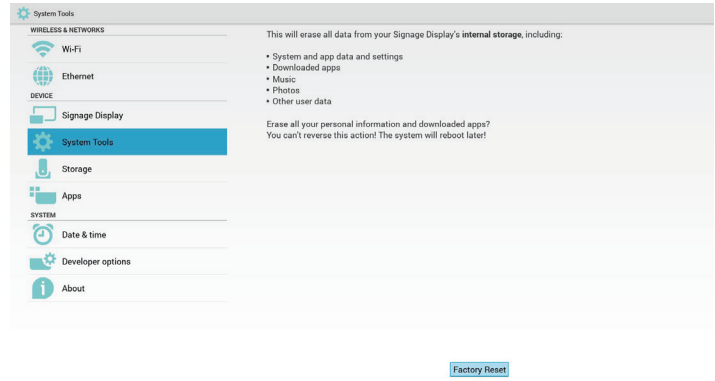 System Tools
WIRELESS & NETWORKS
Wi-Fi
Ethernet
DEVICE
Signage Display
System Tools
Storage
Apps
SYSTEM
Date & time
Developer options
About
This will erase all data from your Signage Display's internal storage, including:
• System and app data and settings
• Downloaded apps
• Music
• Photos
• Other user data
Erase all your personal information and downloaded apps?
You can't reverse this action! The system will reboot later!
Factory Reset